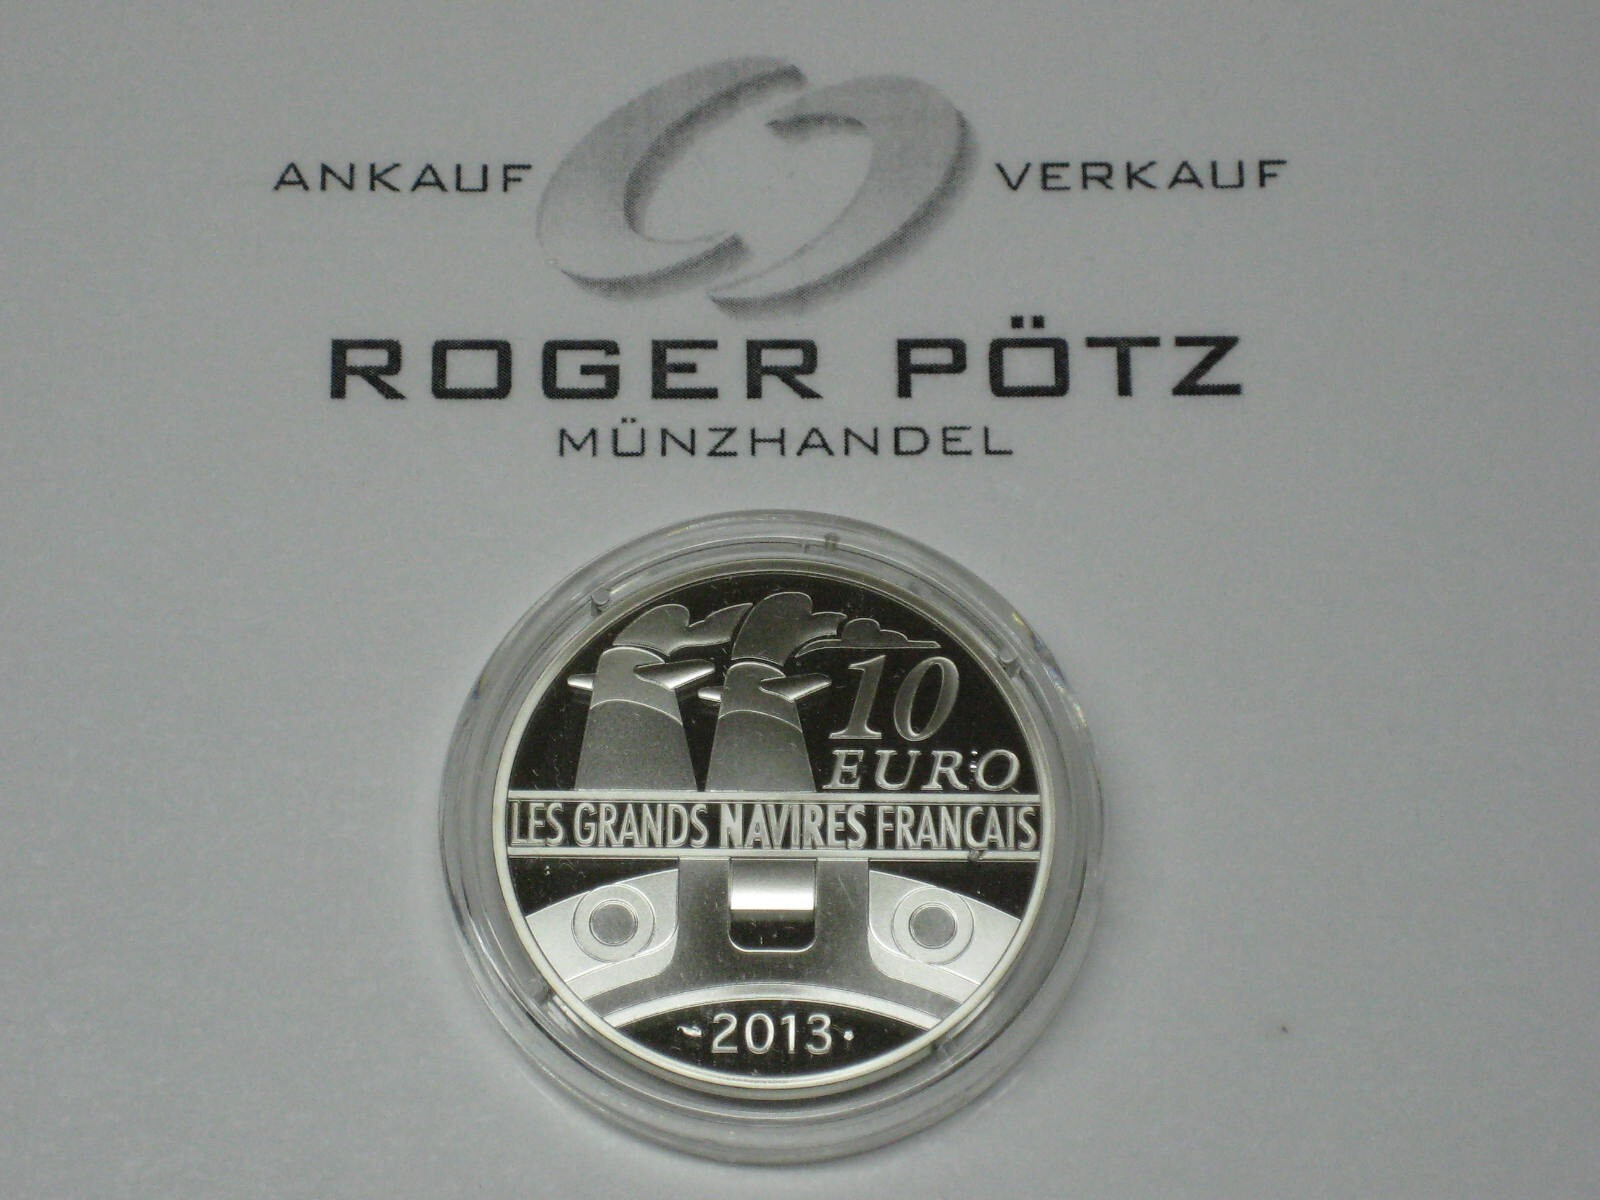 ANKAUF VERKAUF
ROGER PÖTZ
MÜNZHANDEL
10
EURO
LES GRANDS NAVIRES FRANÇAIS
2013